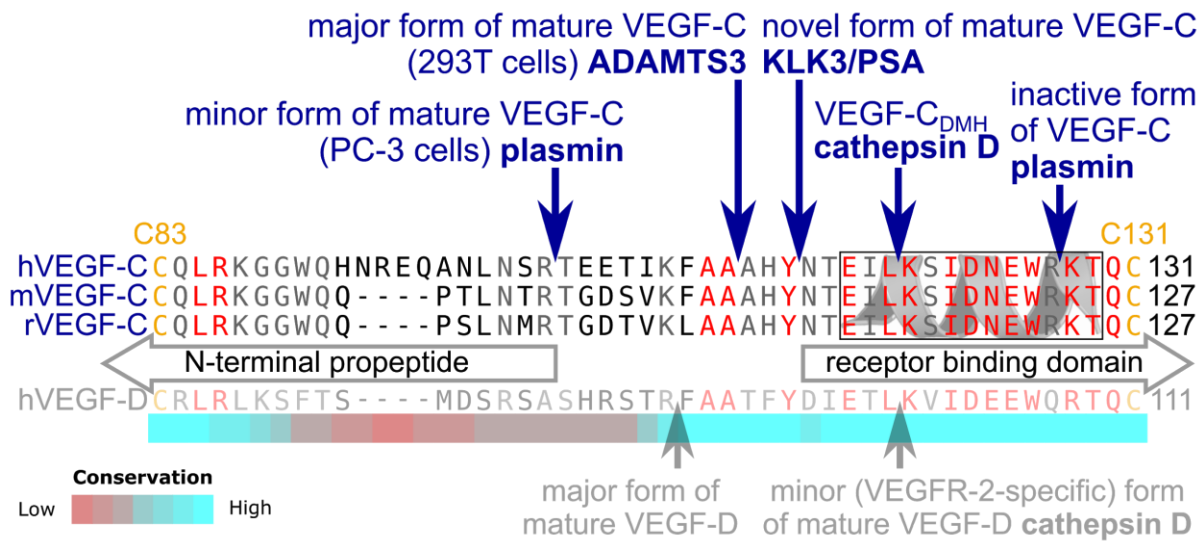 major form of mature VEGF-C
(293T cells) ADAMTS3
novel form of mature VEGF-C
KLK3/PSA
minor form of mature VEGF-C
(PC-3 cells) plasmin
VEGF-CDMH
cathepsin D
inactive form
of VEGF-C
plasmin
C83 C131
hVEGF-C CQLRKGGWQHNREQANLNSRTEETIKFAAAHYNTEILKSIDNEWRKTQC 131
mVEGF-C CQLRKGGWQQ----PTLNTRTGDSVKFAAAHYNTEILKSIDNEWRKTQC 127
rVEGF-C CQLRKGGWQQ----PSLNMRTGDTVKLAAAHYNTEILKSIDNEWRKTQC 127
N-terminal propeptide receptor binding domain
hVEGF-D CRLRLKSFTS----MDSRSASHRSTRFAATFYDIETLKVIDEEWQRTQC 111
Conservation
Low High
major form of
mature VEGF-D
minor (VEGFR-2-specific) form
of mature VEGF-D cathepsin D